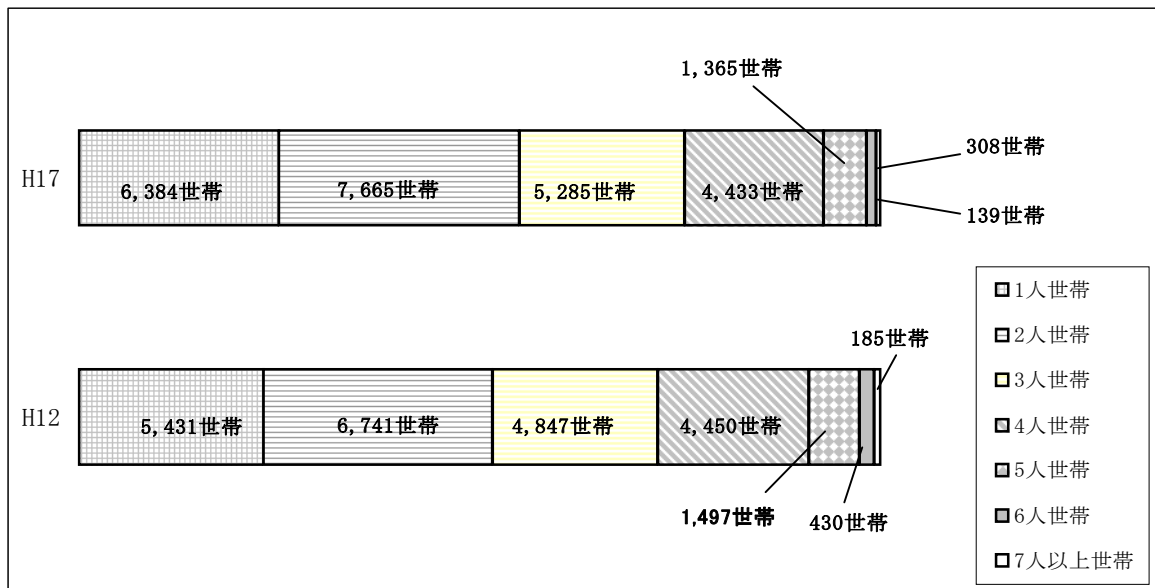 1,365世帯
308世帯
H17
6,384世帯
7,665世帯
5,285世帯
4,433世帯
139世帯
1人世帯
2人世帯
3人世帯
4人世帯
5人世帯
6人世帯
7人以上世帯
185世帯
H12
5,431世帯
6,741世帯
4,847世帯
4,450世帯
1,497世帯
430世帯